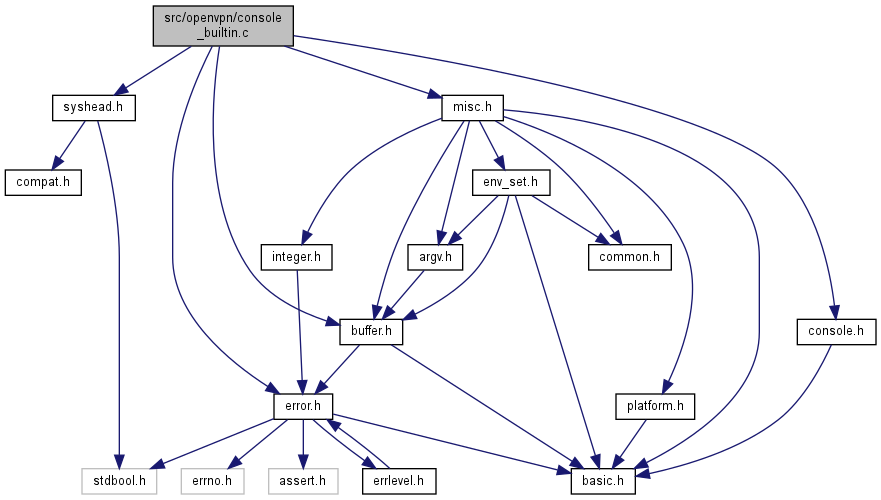 src/openvpn/console
_builtin.c
syshead.h
misc.h
compat.h
env_set.h
integer.h
argv.h
common.h
buffer.h
console.h
error.h
platform.h
stdbool.h
errno.h
assert.h
errlevel.h
basic.h